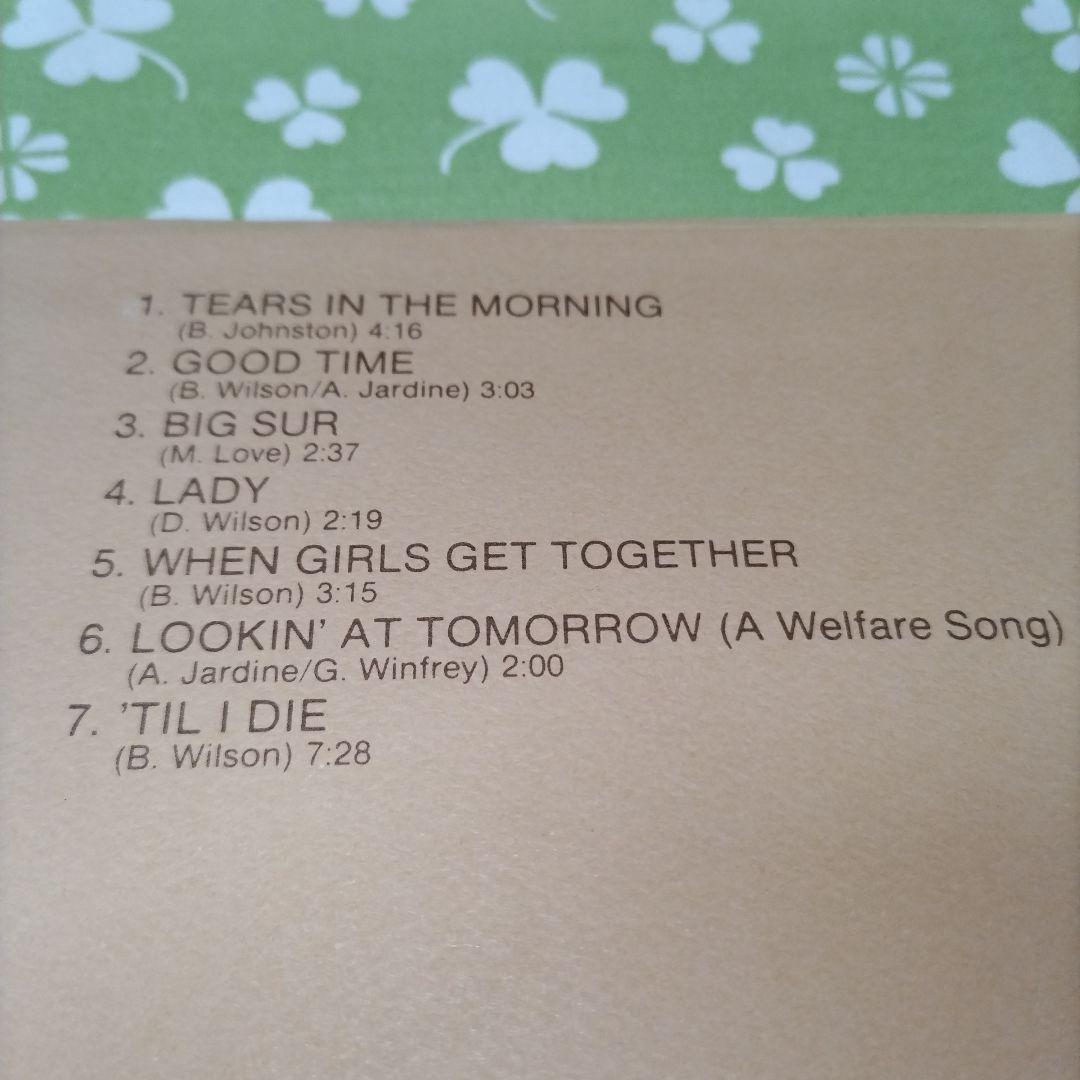 1. TEARS IN THE MORNING
(B. Johnston) 4:16
2. GOOD TIME
(B. Wilson/A. Jardine) 3:03
3. BIG SUR
(M. Love) 2:37
4. LADY
(D. Wilson) 2:19
5. WHEN GIRLS GET TOGETHER
(B. Wilson) 3:15
6. LOOKIN' AT TOMORROW (A Welfare Song)
(A. Jardine/G. Winfrey) 2:00
7. 'TIL I DIE
(B. Wilson) 7:28